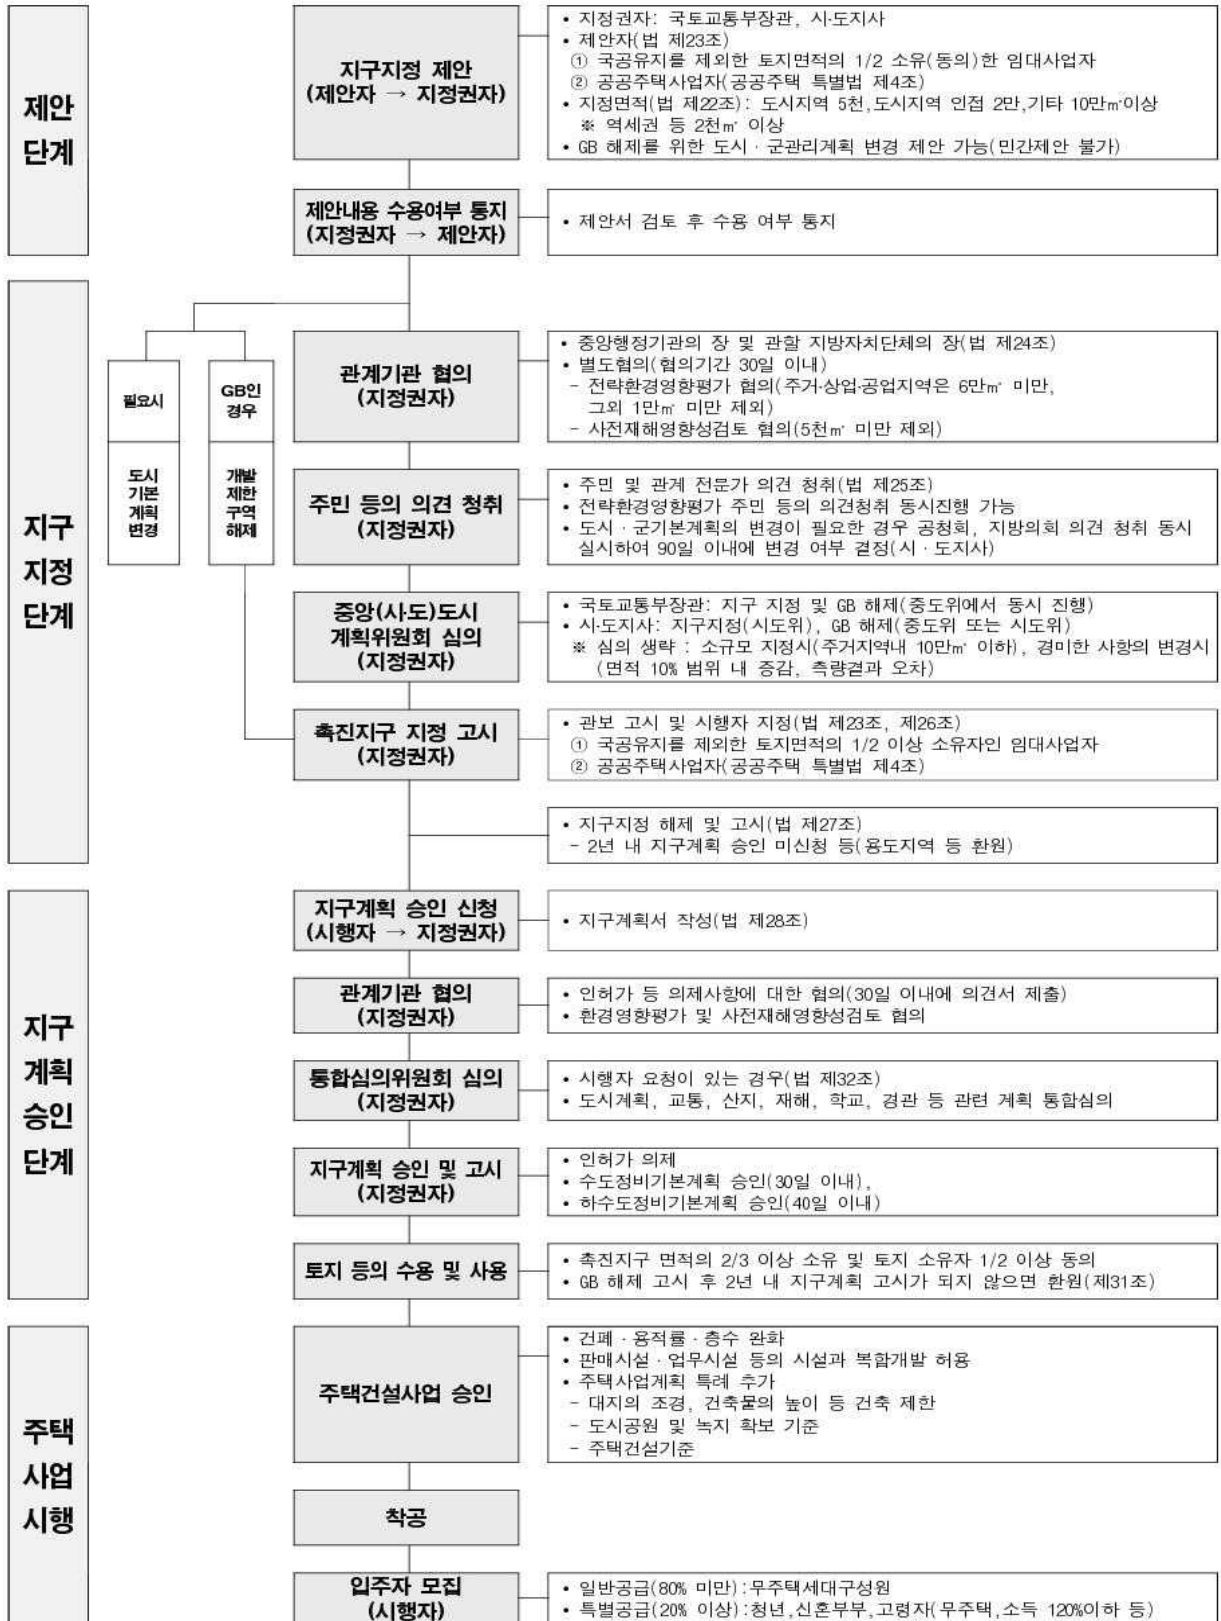 제안
단계
지구지정 제안
(제안자 → 지정권자)
• 지정권자: 국토교통부장관, 시·도지사
• 제안자(법 제23조)
① 국공유지를 제외한 토지면적의 1/2 소유(동의)한 임대사업자
② 공공주택사업자(공공주택 특별법 제4조)
• 지정면적(법 제22조): 도시지역 5천,도시지역 인접 2만,기타 10만㎡이상
※ 역세권 등 2천㎡ 이상
• GB 해제를 위한 도시·군관리계획 변경 제안 가능(민간제안 불가)
제안내용 수용여부 통지
(지정권자 → 제안자)
• 제안서 검토 후 수용 여부 통지
지구
지정
단계
필요시
도시
기본
계획
변경
GB인
경우
개발
제한
구역
해제
관계기관 협의
(지정권자)
• 중앙행정기관의 장 및 관할 지방자치단체의 장(법 제24조)
• 별도협의(협의기간 30일 이내)
- 전략환경영향평가 협의(주거·상업·공업지역은 6만㎡ 미만,
그외 1만㎡ 미만 제외)
- 사전재해영향성검토 협의(5천㎡ 미만 제외)
주민 등의 의견 청취
(지정권자)
• 주민 및 관계 전문가 의견 청취(법 제25조)
• 전략환경영향평가 주민 등의 의견청취 동시진행 가능
• 도시·군기본계획의 변경이 필요한 경우 공청회, 지방의회 의견 청취 동시
실시하여 90일 이내에 변경 여부 결정(시·도지사)
중앙(시·도)도시
계획위원회 심의
(지정권자)
• 국토교통부장관: 지구 지정 및 GB 해제(중도위에서 동시 진행)
• 시·도지사: 지구지정(시도위), GB 해제(중도위 또는 시도위)
※ 심의 생략 : 소규모 지정시(주거지역내 10만㎡ 이하), 경미한 사항의 변경시
(면적 10% 범위 내 증감, 측량결과 오차)
촉진지구 지정 고시
(지정권자)
• 관보 고시 및 시행자 지정(법 제23조, 제26조)
① 국공유지를 제외한 토지면적의 1/2 이상 소유자인 임대사업자
② 공공주택사업자(공공주택 특별법 제4조)
• 지구지정 해제 및 고시(법 제27조)
- 2년 내 지구계획 승인 미신청 등(용도지역 등 환원)
지구
계획
승인
단계
지구계획 승인 신청
(시행자 → 지정권자)
• 지구계획서 작성(법 제28조)
관계기관 협의
(지정권자)
• 인허가 등 의제사항에 대한 협의(30일 이내에 의견서 제출)
• 환경영향평가 및 사전재해영향성검토 협의
통합심의위원회 심의
(지정권자)
• 시행자 요청이 있는 경우(법 제32조)
• 도시계획, 교통, 산지, 재해, 학교, 경관 등 관련 계획 통합심의
지구계획 승인 및 고시
(지정권자)
• 인허가 의제
• 수도정비기본계획 승인(30일 이내),
• 하수도정비기본계획 승인(40일 이내)
토지 등의 수용 및 사용
• 촉진지구 면적의 2/3 이상 소유 및 토지 소유자 1/2 이상 동의
• GB 해제 고시 후 2년 내 지구계획 고시가 되지 않으면 환원(제31조)
주택
사업
시행
주택건설사업 승인
• 건폐·용적률·층수 완화
• 판매시설·업무시설 등의 시설과 복합개발 허용
• 주택사업계획 특례 추가
- 대지의 조경, 건축물의 높이 등 건축 제한
- 도시공원 및 녹지 확보 기준
- 주택건설기준
착공
입주자 모집
(시행자)
• 일반공급(80% 미만):무주택세대구성원
• 특별공급(20% 이상):청년,신혼부부,고령자(무주택,소득 120%이하 등)